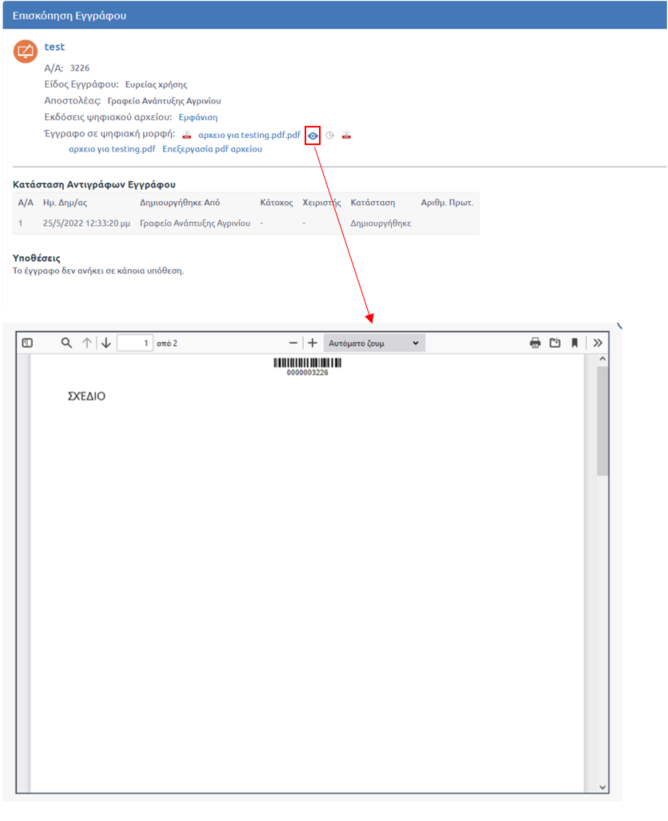 Επισκόπηση Εγγράφου
test
Α/Α: 3226
Είδος Εγγράφου: Ευρείας χρήσης
Αποστολέας: Γραφείο Ανάπτυξης Αγρινίου
Εκδόσεις ψηφιακού αρχείου: Εμφάνιση
Έγγραφο σε ψηφιακή μορφή: αρχειο για testing.pdf.pdf
αρχειο για testing.pdf Επεξεργασία pdf αρχείου
Κατάσταση Αντιγράφων Εγγράφου
Α/Α Ημ. Δημ/ας Δημιουργήθηκε Από Κάτοχος Χειριστής Κατάσταση Αριθμ. Πρωτ.
1 25/5/2022 12:33:20 μμ Γραφείο Ανάπτυξης Αγρινίου - - Δημιουργήθηκε
Υποθέσεις
Το έγγραφο δεν ανήκει σε κάποια υπόθεση.
1 από 2 Αυτόματο ζουμ
0000003226
ΣΧΈΔΙΟ